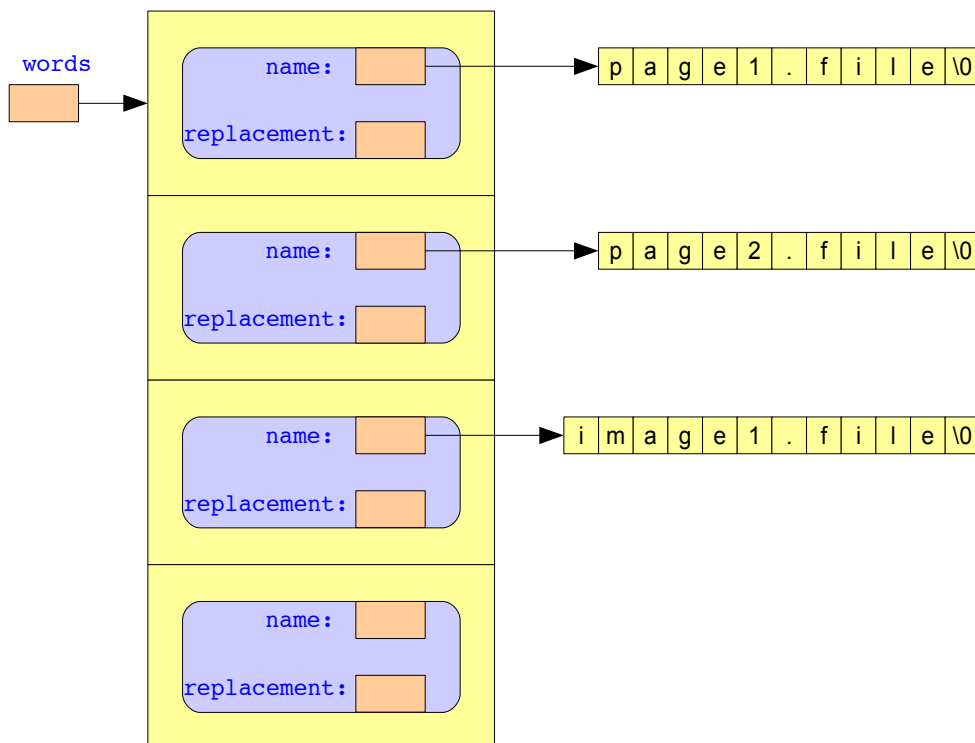 words
name:
p a g e 1 . f i l e \0
replacement:
name:
p a g e 2 . f i l e \0
replacement:
name:
i m a g e 1 . f i l e \0
replacement:
name:
replacement: